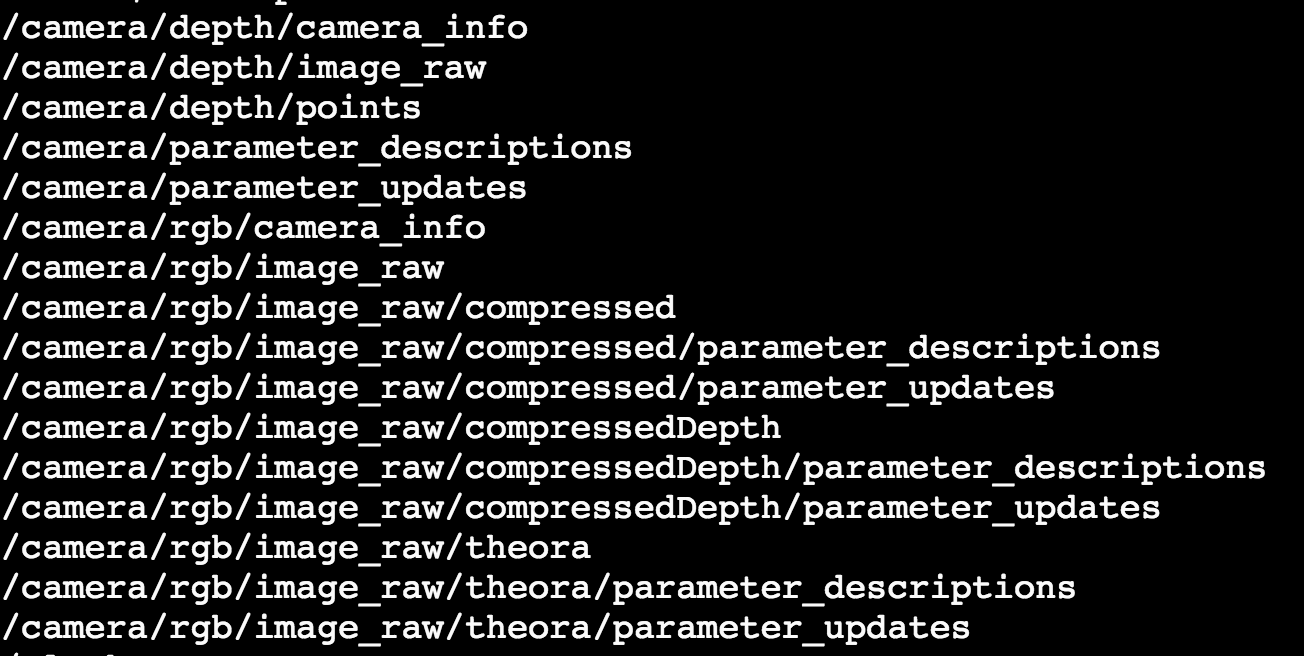 /camera/depth/camera_info
/camera/depth/image_raw
/camera/depth/points
/camera/parameter_descriptions
/camera/parameter_updates
/camera/rgb/camera_info
/camera/rgb/image_raw
/camera/rgb/image_raw/compressed
/camera/rgb/image_raw/compressed/parameter_descriptions
/camera/rgb/image_raw/compressed/parameter_updates
/camera/rgb/image_raw/compressedDepth
/camera/rgb/image_raw/compressedDepth/parameter_descriptions
/camera/rgb/image_raw/compressedDepth/parameter_updates
/camera/rgb/image_raw/theora
/camera/rgb/image_raw/theora/parameter_descriptions
/camera/rgb/image_raw/theora/parameter_updates